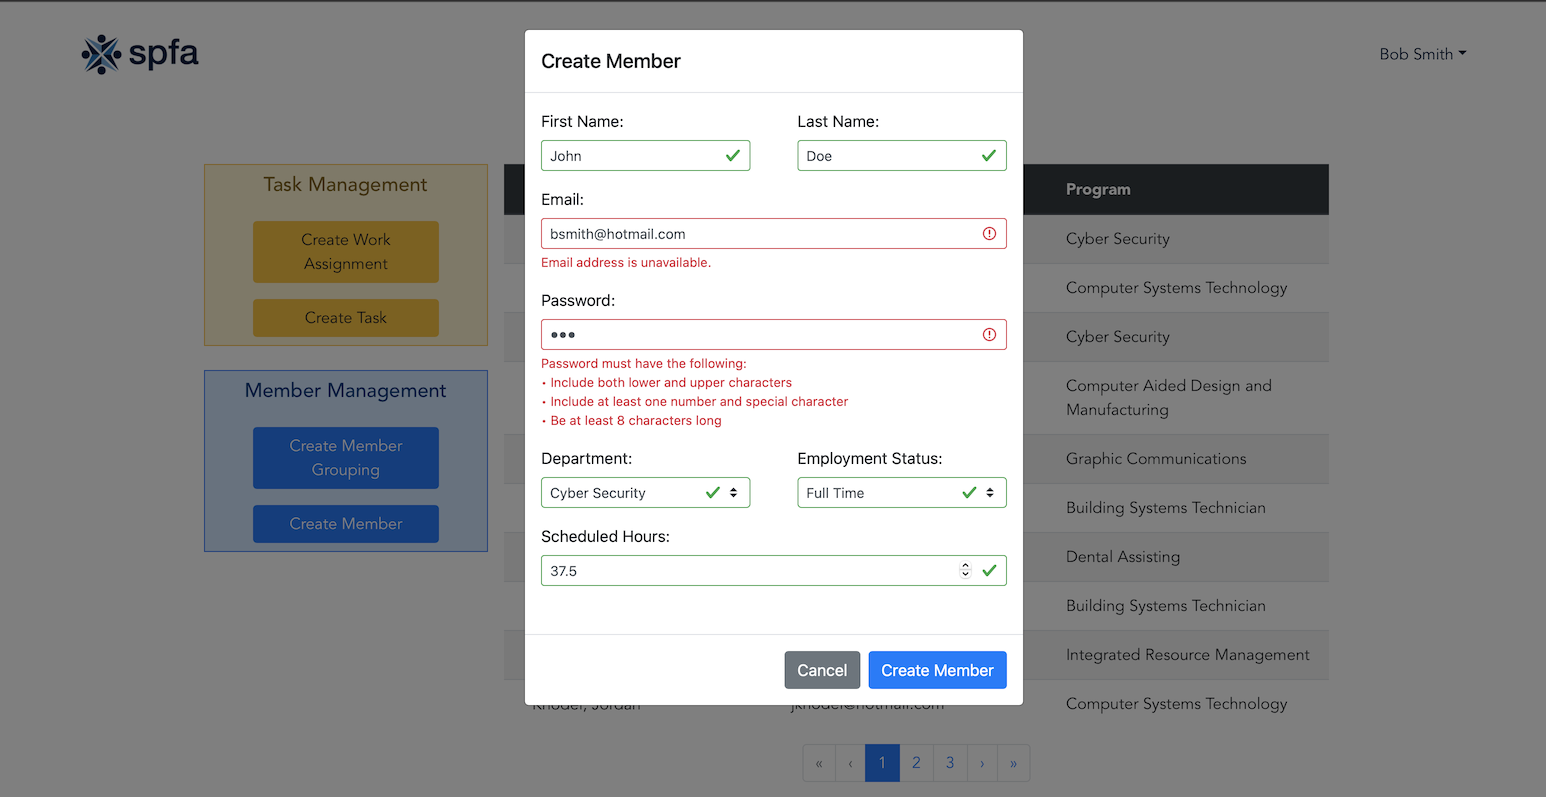 spfa
Bob Smith
Create Member
First Name:
Last Name:
John
Doe
Email:
bsmith@hotmail.com
Email address is unavailable.
Password:
Password must have the following:
• Include both lower and upper characters
• Include at least one number and special character
• Be at least 8 characters long
Department:
Employment Status:
Cyber Security
Full Time
Scheduled Hours:
37.5
Cancel
Create Member
Task Management
Create Work
Assignment
Create Task
Member Management
Create Member
Grouping
Create Member
Program
Cyber Security
Computer Systems Technology
Cyber Security
Computer Aided Design and
Manufacturing
Graphic Communications
Building Systems Technician
Dental Assisting
Building Systems Technician
Integrated Resource Management
Khoder, Jordan
jkhoder@hotmail.com
Computer Systems Technology
« ‹ 1 2 3 › »